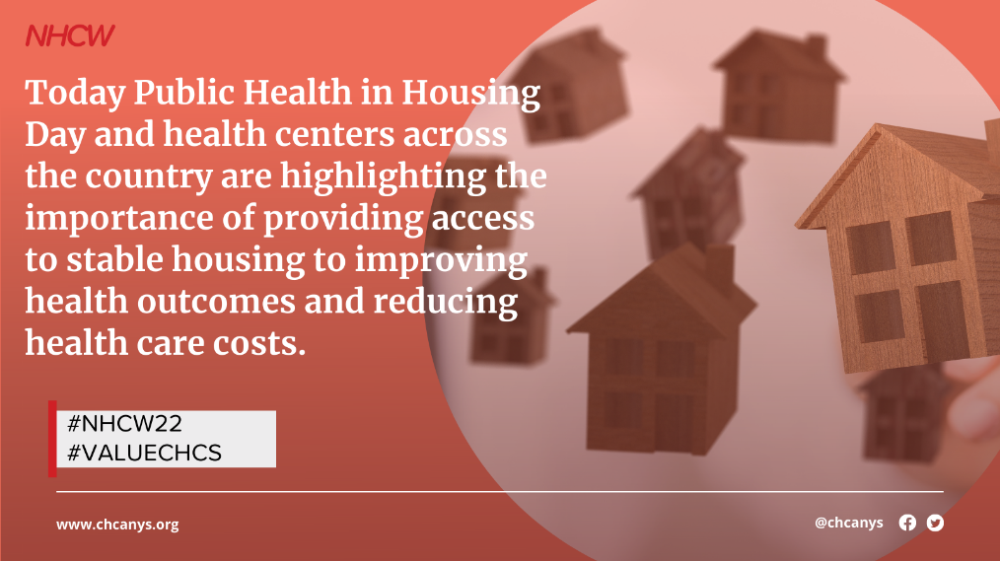 NHCW
Today Public Health in Housing
Day and health centers across
the country are highlighting the
importance of providing access
to stable housing to improving
health outcomes and reducing
health care costs.
#NHCW22
#VALUECHCS
www.chcanys.org
@chcanys